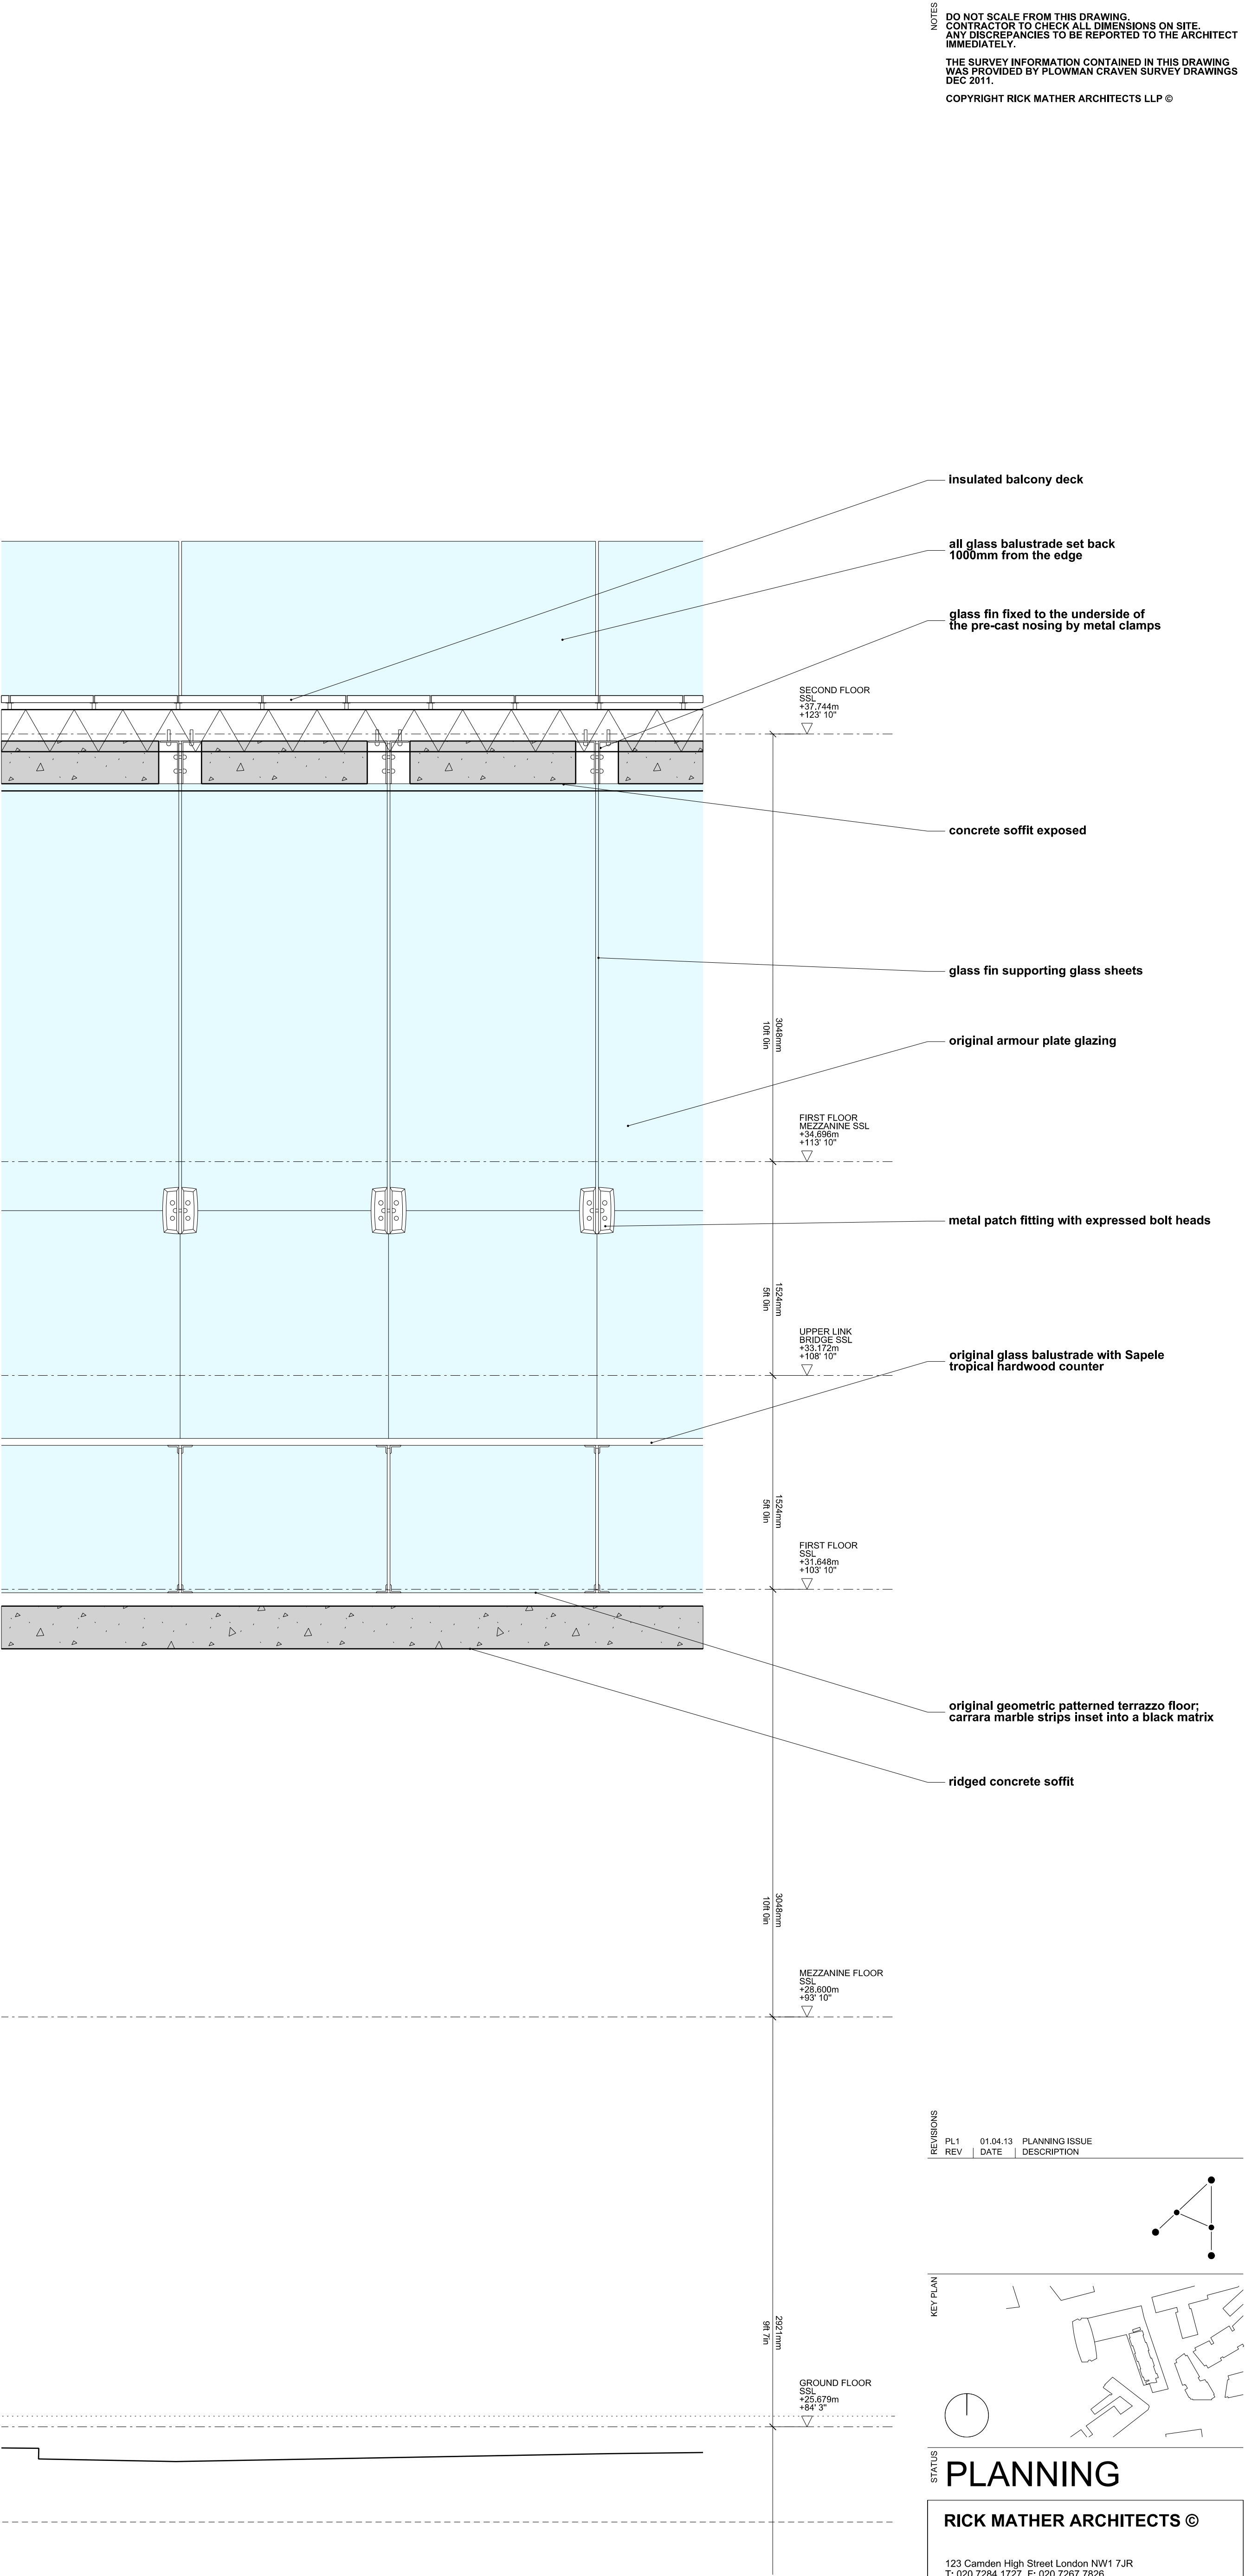 NOTES
DO NOT SCALE FROM THIS DRAWING.
CONTRACTOR TO CHECK ALL DIMENSIONS ON SITE.
ANY DISCREPANCIES TO BE REPORTED TO THE ARCHITECT
IMMEDIATELY.
THE SURVEY INFORMATION CONTAINED IN THIS DRAWING
WAS PROVIDED BY PLOWMAN CRAVEN SURVEY DRAWINGS
DEC 2011.
COPYRIGHT RICK MATHER ARCHITECTS LLP ©
insulated balcony deck
all glass balustrade set back
1000mm from the edge
glass fin fixed to the underside of
the pre-cast nosing by metal clamps
SECOND FLOOR
SSL
+37.744m
+123' 10"
concrete soffit exposed
glass fin supporting glass sheets
3048mm
10ft 0in
original armour plate glazing
FIRST FLOOR
MEZZANINE SSL
+34.696m
+113' 10"
metal patch fitting with expressed bolt heads
1524mm
5ft 0in
UPPER LINK
BRIDGE SSL
+33.172m
+108' 10"
original glass balustrade with Sapele
tropical hardwood counter
1524mm
5ft 0in
FIRST FLOOR
SSL
+31.648m
+103' 10"
original geometric patterned terrazzo floor;
carrara marble strips inset into a black matrix
ridged concrete soffit
3048mm
10ft 0in
MEZZANINE FLOOR
SSL
+28.600m
+93' 10"
REVISIONS
PL1 01.04.13 PLANNING ISSUE
REV DATE DESCRIPTION
KEY PLAN
2921mm
9ft 7in
GROUND FLOOR
SSL
+25.679m
+84' 3"
STATUS
PLANNING
RICK MATHER ARCHITECTS ©
123 Camden High Street London NW1 7JR
T: 020 7284 1727 F: 020 7267 7826